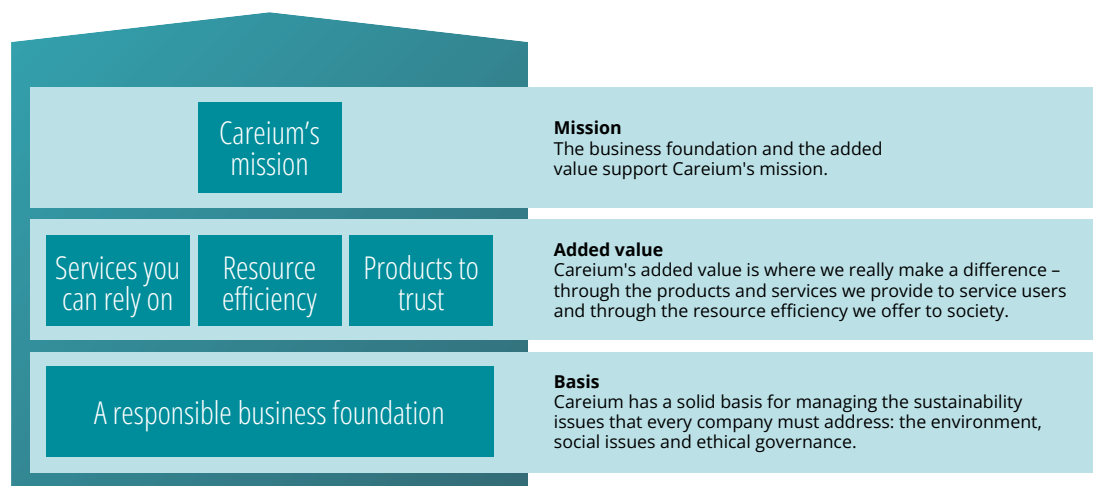 Careium’s
mission
Mission
The business foundation and the added
value support Careium's mission.
Services you
can rely on
Resource
efficiency
Products to
trust
Added value
Careium's added value is where we really make a difference –
through the products and services we provide to service users
and through the resource efficiency we offer to society.
A responsible business foundation
Basis
Careium has a solid basis for managing the sustainability
issues that every company must address: the environment,
social issues and ethical governance.